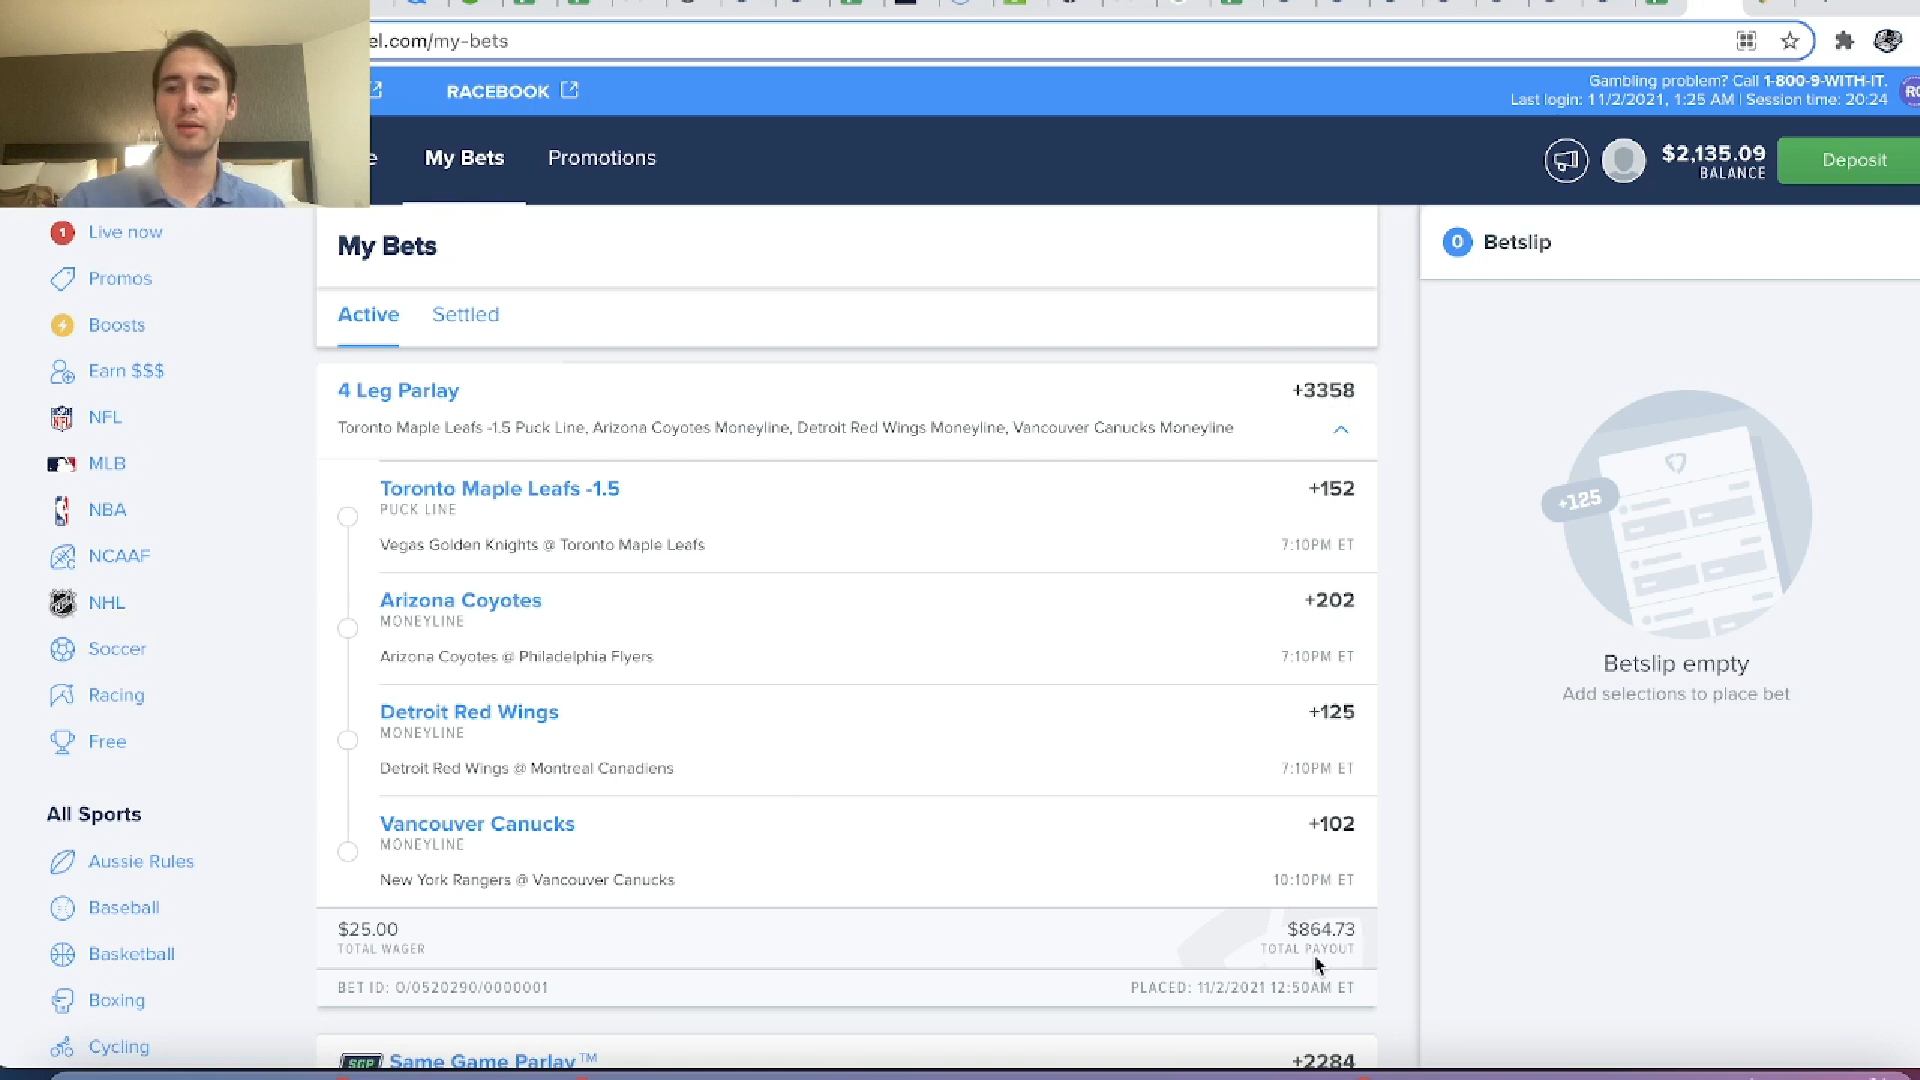 el.com/my-bets
RACEBOOK
Gambling problem? Call 1-800-9-WITH-IT.
Last login: 11/2/2021, 1:25 AM | Session time: 20:24
My Bets
Promotions
$2,135.09
BALANCE
Deposit
1
Live now
Promos
Boosts
Earn $$$
NFL
MLB
NBA
NCAAF
NHL
Soccer
Racing
Free
All Sports
Aussie Rules
Baseball
Basketball
Boxing
Cycling
My Bets
Active
Settled
4 Leg Parlay
+3358
Toronto Maple Leafs -1.5 Puck Line, Arizona Coyotes Moneyline, Detroit Red Wings Moneyline, Vancouver Canucks Moneyline
Toronto Maple Leafs -1.5
+152
PUCK LINE
Vegas Golden Knights @ Toronto Maple Leafs
7:10PM ET
Arizona Coyotes
+202
MONEYLINE
Arizona Coyotes @ Philadelphia Flyers
7:10PM ET
Detroit Red Wings
+125
MONEYLINE
Detroit Red Wings @ Montreal Canadiens
7:10PM ET
Vancouver Canucks
+102
MONEYLINE
New York Rangers @ Vancouver Canucks
10:10PM ET
$25.00
TOTAL WAGER
$864.73
TOTAL PAYOUT
BET ID: O/0520290/0000001
PLACED: 11/2/2021 12:50AM ET
SGP
Same Game Parlay™
+2284
0
Betslip
+125
Betslip empty
Add selections to place bet